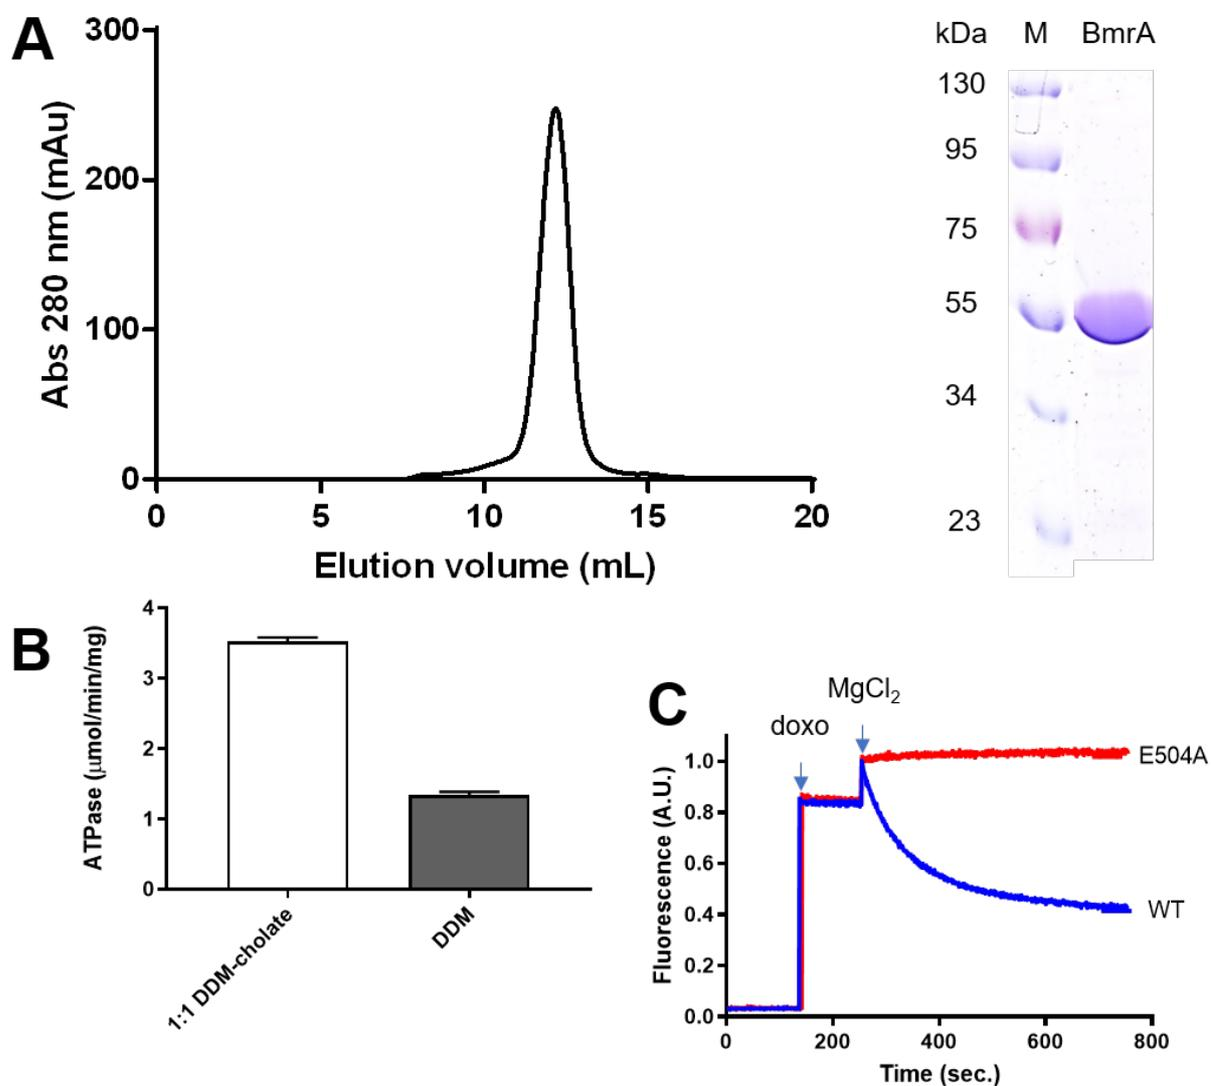 A
300
200
100
0
Abs 280 nm (mAu)
0 5 10 15 20
Elution volume (mL)
kDa M BmrA
130
95
75
55
34
23
B
4
3
2
1
0
ATPase (μmol/min/mg)
1:1 DDM-cholate
DDM
C
MgCl₂
doxo
1.0
0.8
0.6
0.4
0.2
0.0
Fluorescence (A.U.)
E504A
WT
0 200 400 600 800
Time (sec.)